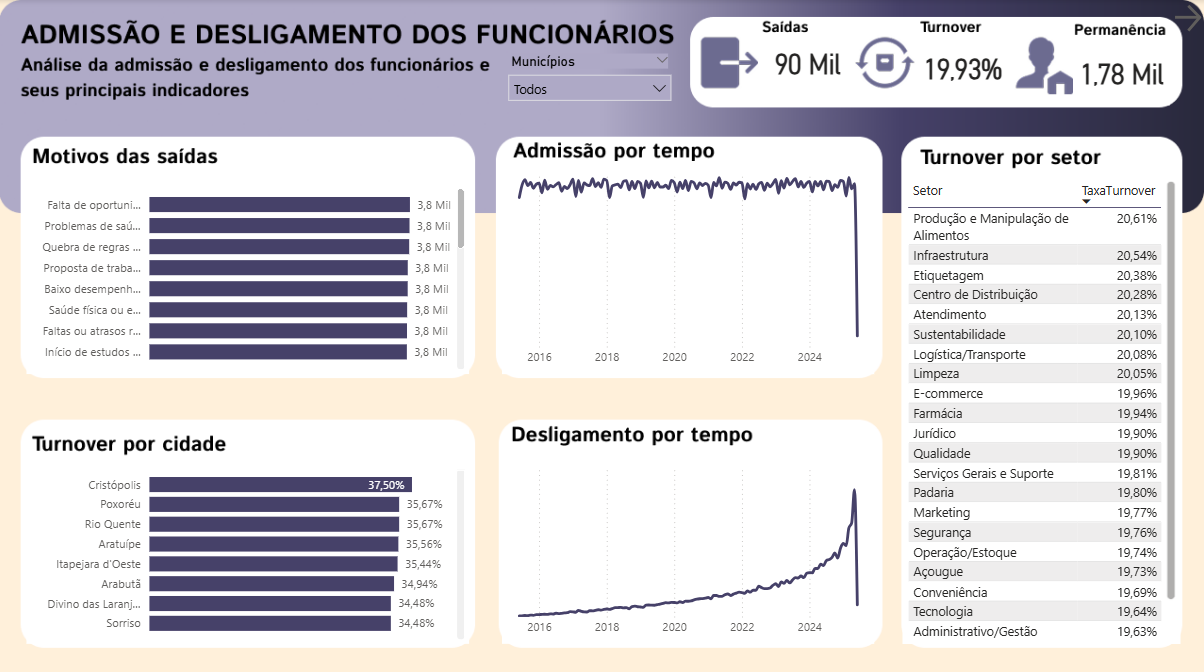 ADMISSÃO E DESLIGAMENTO DOS FUNCIONÁRIOS
Análise da admissão e desligamento dos funcionários e
seus principais indicadores
Municípios
Todos
Saídas
90 Mil
Turnover
19,93%
Permanência
1,78 Mil
Motivos das saídas
Falta de oportuni... 3,8 Mil
Problemas de saú... 3,8 Mil
Quebra de regras ... 3,8 Mil
Proposta de traba... 3,8 Mil
Baixo desempenh... 3,8 Mil
Saúde física ou e... 3,8 Mil
Faltas ou atrasos r... 3,8 Mil
Início de estudos ... 3,8 Mil
Admissão por tempo
2016 2018 2020 2022 2024
Turnover por setor
Setor TaxaTurnover
Produção e Manipulação de 20,61%
Alimentos
Infraestrutura 20,54%
Etiquetagem 20,38%
Centro de Distribuição 20,28%
Atendimento 20,13%
Sustentabilidade 20,10%
Logística/Transporte 20,08%
Limpeza 20,05%
E-commerce 19,96%
Farmácia 19,94%
Jurídico 19,90%
Qualidade 19,90%
Serviços Gerais e Suporte 19,81%
Padaria 19,80%
Marketing 19,77%
Segurança 19,76%
Operação/Estoque 19,74%
Açougue 19,73%
Conveniência 19,69%
Tecnologia 19,64%
Administrativo/Gestão 19,63%
Turnover por cidade
Cristópolis 37,50%
Poxoréu 35,67%
Rio Quente 35,67%
Aratuípe 35,56%
Itapejara d'Oeste 35,44%
Arabutã 34,94%
Divino das Laranj... 34,48%
Sorriso 34,48%
Desligamento por tempo
2016 2018 2020 2022 2024